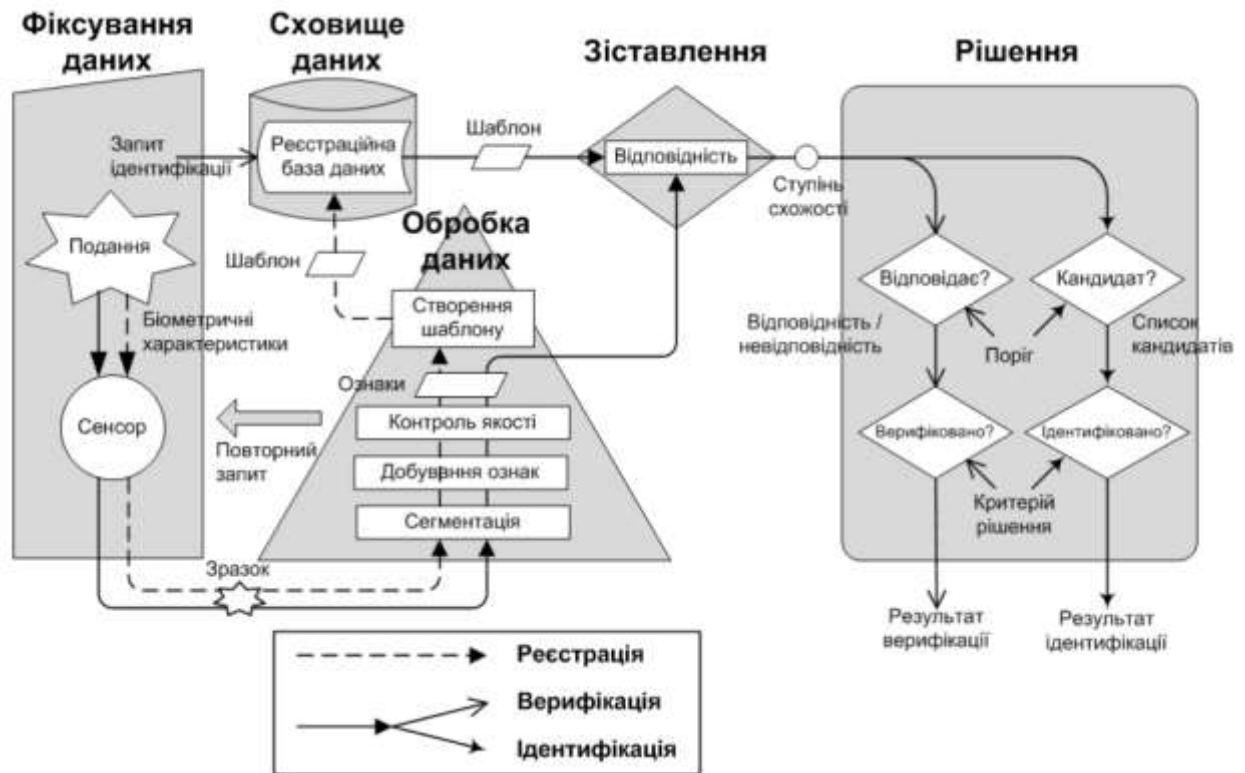 Фіксування
даних
Сховище
даних
Зіставлення
Рішення
Запит
ідентифікації
Реєстраційна
база даних
Шаблон
Відповідність
Ступінь
схожості
Подання
Шаблон
Обробка
даних
Створення
шаблону
Відповідає?
Кандидат?
Біометричні
характеристики
Відповідність /
невідповідність
Поріг
Список
кандидатів
Ознаки
Сенсор
Контроль якості
Повторний
запит
Добування ознак
Сегментація
Верифіковано?
Ідентифіковано?
Критерій
рішення
Зразок
Результат
верифікації
Результат
ідентифікації
Реєстрація
Верифікація
Ідентифікація